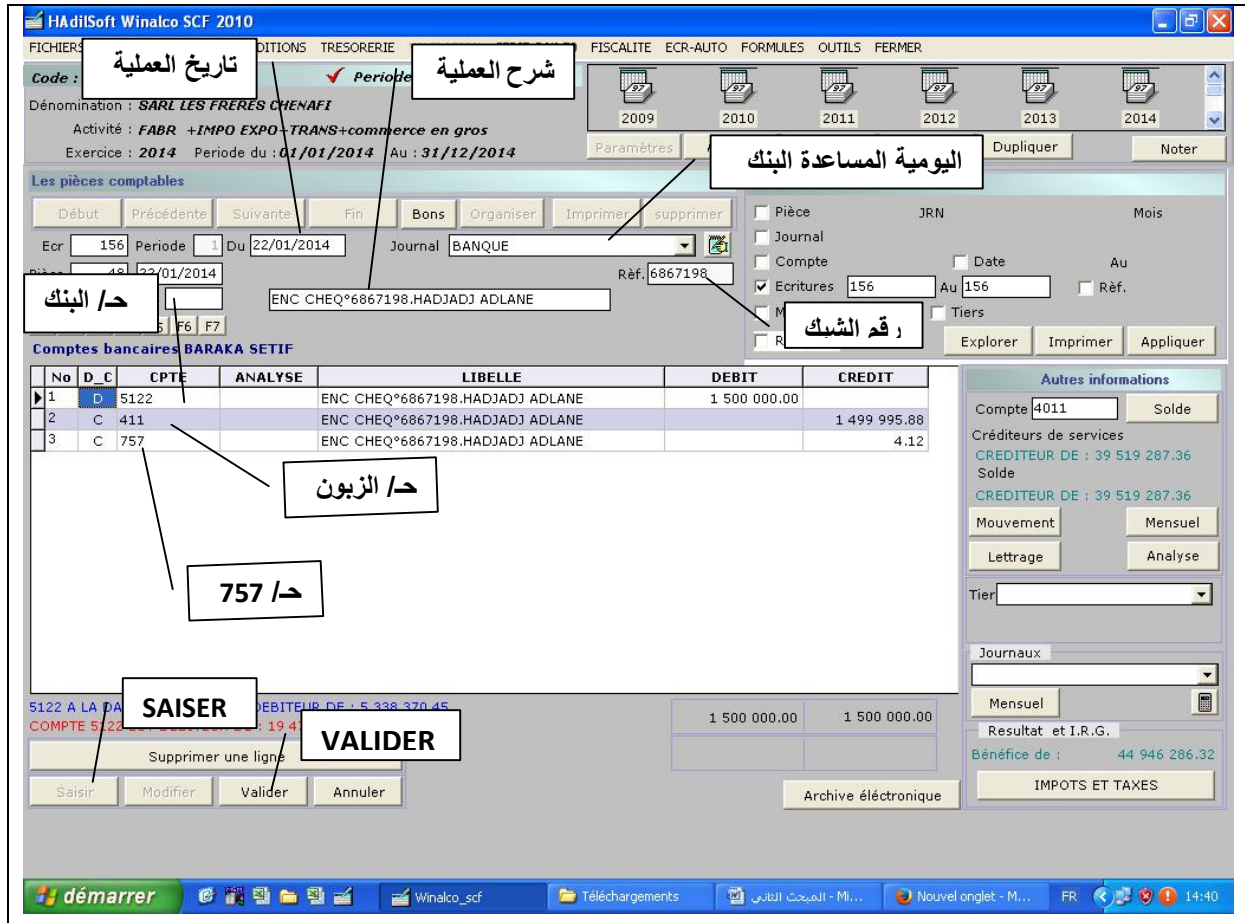 HAdilSoft Winalco SCF 2010
FICHIERS DITIONS TRESORERIE FISCALITE ECR-AUTO FORMULES OUTILS FERMER
تاريخ العملية
شرح العملية
Code : Periode
Dénomination : SARL LES FRERES CHENAFI
Activité : FABR +IMPO EXPO+TRANS+commerce en gros
Exercice : 2014 Periode du : 01/01/2014 Au : 31/12/2014
2009 2010 2011 2012 2013 2014
Paramètres Dupliquer Noter
اليومية المساعدة البنك
Les pièces comptables
Début Précédente Suivante Fin Bons Organiser Imprimer supprimer
Ecr 156 Periode 1 Du 22/01/2014 Journal BANQUE
48 22/01/2014 Rèf. 6867198
حـ/ البنك
ENC CHEQ°6867198.HADJADJ ADLANE
F6 F7
Comptes bancaires BARAKA SETIF
Pièce JRN Mois
Journal
Compte Date Au
Ecritures 156 Au 156 Rèf.
Tiers
رقم الشبك
Explorer Imprimer Appliquer
No D_C CPTE ANALYSE LIBELLE DEBIT CREDIT
1 D 5122 ENC CHEQ°6867198.HADJADJ ADLANE 1 500 000.00
2 C 411 ENC CHEQ°6867198.HADJADJ ADLANE 1 499 995.88
3 C 757 ENC CHEQ°6867198.HADJADJ ADLANE 4.12
حـ/ الزبون
حـ/ 757
Autres informations
Compte 4011 Solde
Créditeurs de services
CREDITEUR DE : 39 519 287.36
Solde
CREDITEUR DE : 39 519 287.36
Mouvement Mensuel
Lettrage Analyse
Tier
Journaux
Mensuel
Resultat et I.R.G.
Bénéfice de : 44 946 286.32
IMPOTS ET TAXES
5122 A LA DEBITEUR DE : 5 338 370.45
COMPTE 5122
SAISER
VALIDER
1 500 000.00 1 500 000.00
Supprimer une ligne
Saisir Modifier Valider Annuler
Archive éléctronique
démarrer Winalco_scf Téléchargements المبحث الثاني - Mi... Nouvel onglet - M... FR 14:40